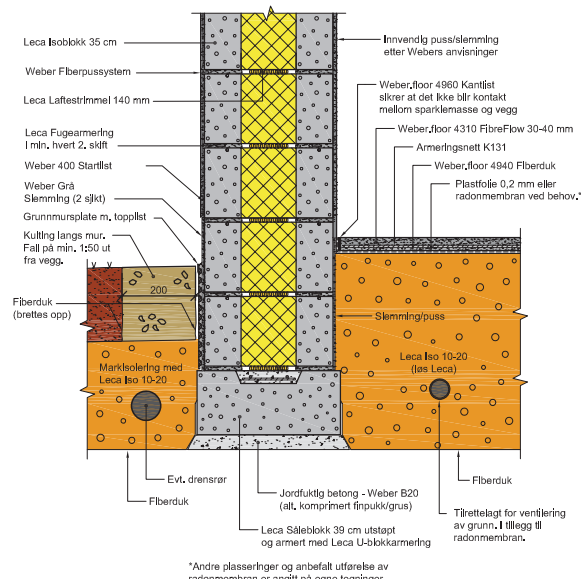 Leca Isoblokk 35 cm
Weber Fiberpussystem
Leca Laftestrimmel 140 mm
Leca Fugearmering
i min. hvert 2. skift
Weber 400 Startlist
Weber Grå
Slemming (2 sjikt)
Grunnmursplate m. topplist
Kulting langs mur.
Fall på min. 1:50 ut
fra vegg.
200
Fiberduk
(brettes opp)
Markisolering med
Leca Iso 10-20
Evt. drensrør
Fiberduk
Innvendig puss/slemming
etter Webers anvisninger
Weber.floor 4960 Kantlist
sikrer at det ikke blir kontakt
mellom sparklemasse og vegg
Weber.floor 4310 FibreFlow 30-40 mm
Armeringsnett K131
Weber.floor 4940 Fiberduk
Plastfolie 0,2 mm eller
radonmembran ved behov.*
Slemming/puss
Leca Iso 10-20
(løs Leca)
Fiberduk
Jordfuktig betong - Weber B20
(alt. komprimert finpukk/grus)
Tilrettelagt for ventilering
av grunn. I tillegg til
radonmembran.
Leca Såleblokk 39 cm utstøpt
og armert med Leca U-blokkarmering
*Andre plasseringer og anbefalt utførelse av
radonmembran er angitt på egne tegninger